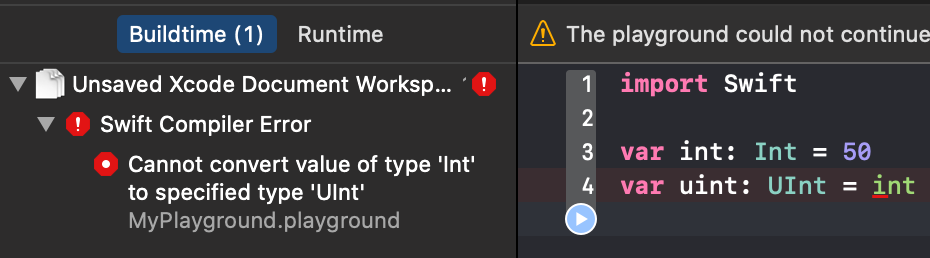 Buildtime (1) Runtime
Unsaved Xcode Document Worksp...
Swift Compiler Error
Cannot convert value of type 'Int'
to specified type 'UInt'
MyPlayground.playground
The playground could not continue
1 import Swift
2
3 var int: Int = 50
4 var uint: UInt = int